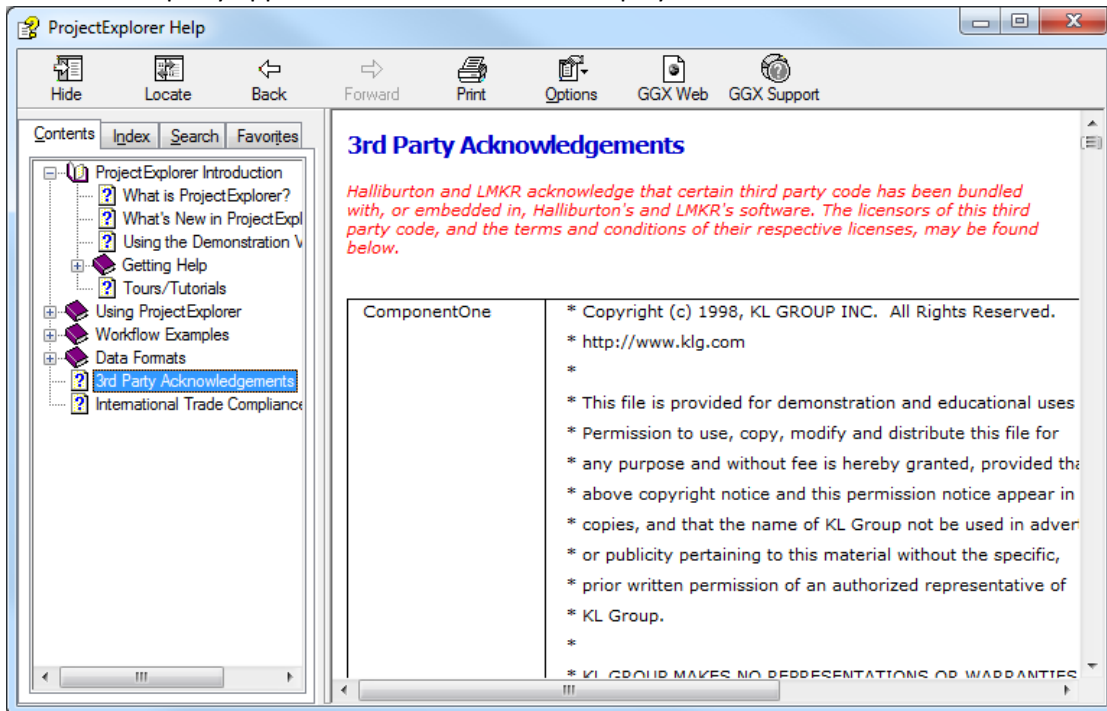 ProjectExplorer Help
Hide Locate Back Forward Print Options GGX Web GGX Support
Contents Index Search Favorites
ProjectExplorer Introduction
What is ProjectExplorer?
What's New in ProjectExpl
Using the Demonstration V
Getting Help
Tours/Tutorials
Using ProjectExplorer
Workflow Examples
Data Formats
3rd Party Acknowledgements
International Trade Compliance
3rd Party Acknowledgements
Halliburton and LMKR acknowledge that certain third party code has been bundled
with, or embedded in, Halliburton's and LMKR's software. The licensors of this third
party code, and the terms and conditions of their respective licenses, may be found
below.
ComponentOne
* Copyright (c) 1998, KL GROUP INC. All Rights Reserved.
* http://www.klg.com
*
* This file is provided for demonstration and educational uses
* Permission to use, copy, modify and distribute this file for
* any purpose and without fee is hereby granted, provided tha
* above copyright notice and this permission notice appear in
* copies, and that the name of KL Group not be used in adver
* or publicity pertaining to this material without the specific,
* prior written permission of an authorized representative of
* KL Group.
*
* KL GROUP MAKES NO REPRESENTATIONS OR WARRANTIES